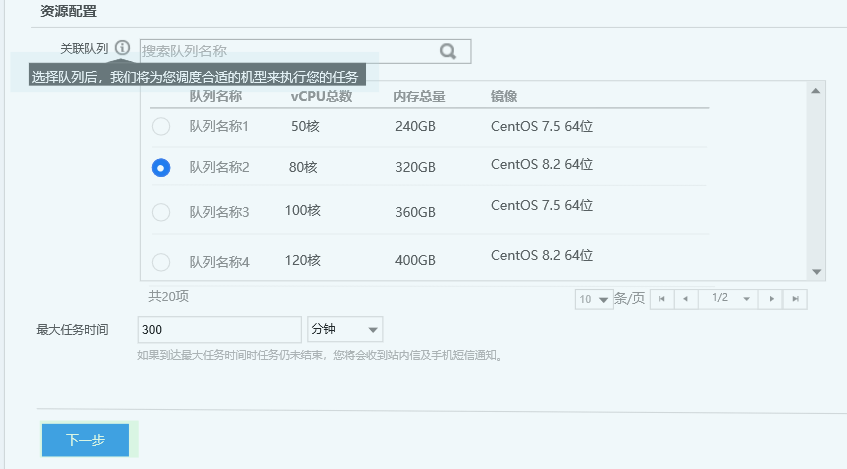 资源配置
关联队列
搜索队列名称
选择队列后，我们将为您调度合适的机型来执行您的任务
队列名称 vCPU总数 内存总量 镜像
队列名称1 50核 240GB CentOS 7.5 64位
队列名称2 80核 320GB CentOS 8.2 64位
队列名称3 100核 360GB CentOS 7.5 64位
队列名称4 120核 400GB CentOS 8.2 64位
共20项 10 条/页 1/2
最大任务时间 300 分钟
如果到达最大任务时间时任务仍未结束，您将会收到站内信及手机短信通知。
下一步